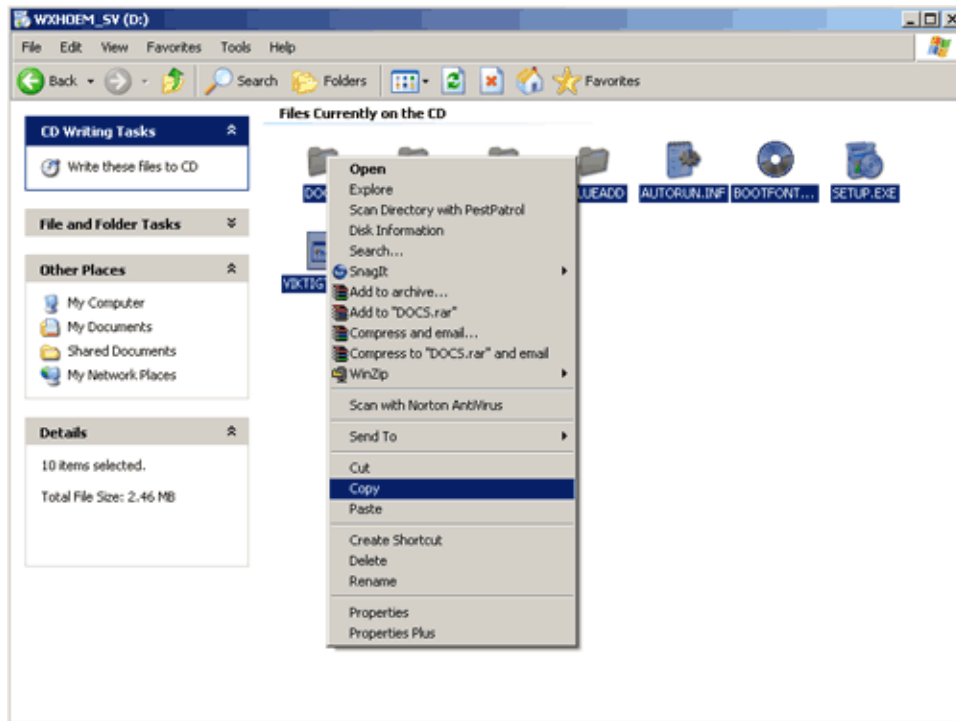 WXHOEM_SV (D:)
File Edit View Favorites Tools Help
Back Search Folders Favorites
Files Currently on the CD
CD Writing Tasks
Write these files to CD
File and Folder Tasks
Other Places
My Computer
My Documents
Shared Documents
My Network Places
Details
10 items selected.
Total File Size: 2.46 MB
AUTORUN.INF BOOTFONT... SETUP.EXE
VIKTIG
Open
Explore
Scan Directory with PestPatrol
Disk Information
Search...
SnagIt
Add to archive...
Add to "DOCS.rar"
Compress and email...
Compress to "DOCS.rar" and email
WinZip
Scan with Norton AntiVirus
Send To
Cut
Copy
Paste
Create Shortcut
Delete
Rename
Properties
Properties Plus